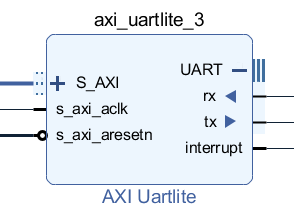 axi_uartlite_3
S_AXI
UART
s_axi_aclk
rx
s_axi_aresetn
tx
interrupt
AXI Uartlite